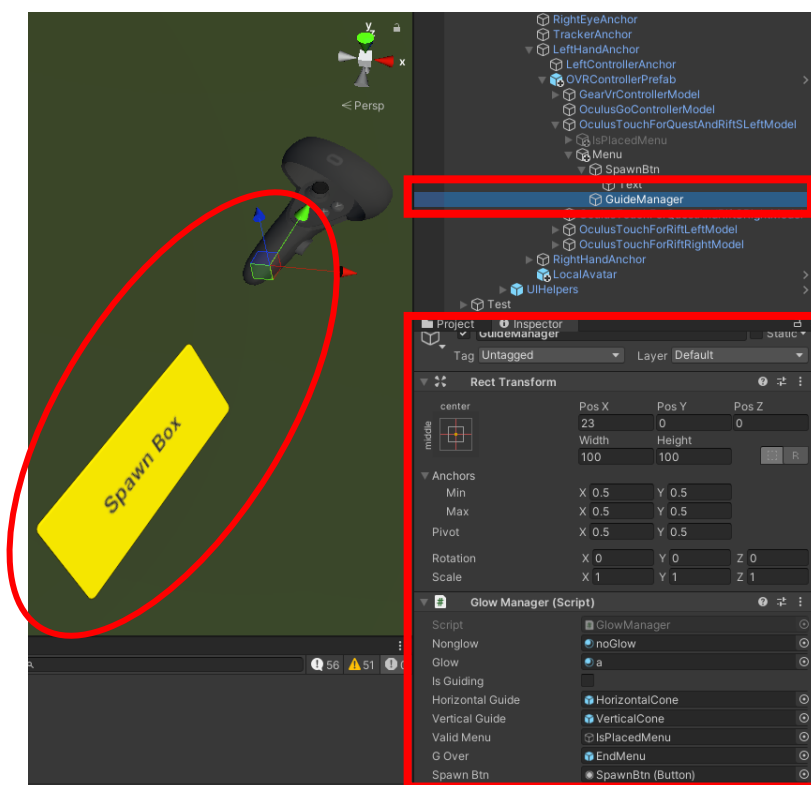 y
z
x
Persp
Spawn Box
56 51
RightEyeAnchor
TrackerAnchor
LeftHandAnchor
LeftControllerAnchor
OVRControllerPrefab
GearVrControllerModel
OculusGoControllerModel
OculusTouchForQuestAndRiftSLeftModel
IsPlacedMenu
Menu
SpawnBtn
Text
GuideManager
OculusTouchForRiftLeftModel
OculusTouchForRiftRightModel
RightHandAnchor
LocalAvatar
UIHelpers
Test
Project Inspector
GuideManager Static
Tag Untagged Layer Default
Rect Transform
center Pos X Pos Y Pos Z
middle 23 0 0
Width Height
100 100 R
Anchors
Min X 0.5 Y 0.5
Max X 0.5 Y 0.5
Pivot X 0.5 Y 0.5
Rotation X 0 Y 0 Z 0
Scale X 1 Y 1 Z 1
# Glow Manager (Script)
Script GlowManager
Nonglow noGlow
Glow a
Is Guiding
Horizontal Guide HorizontalCone
Vertical Guide VerticalCone
Valid Menu IsPlacedMenu
G Over EndMenu
Spawn Btn SpawnBtn (Button)